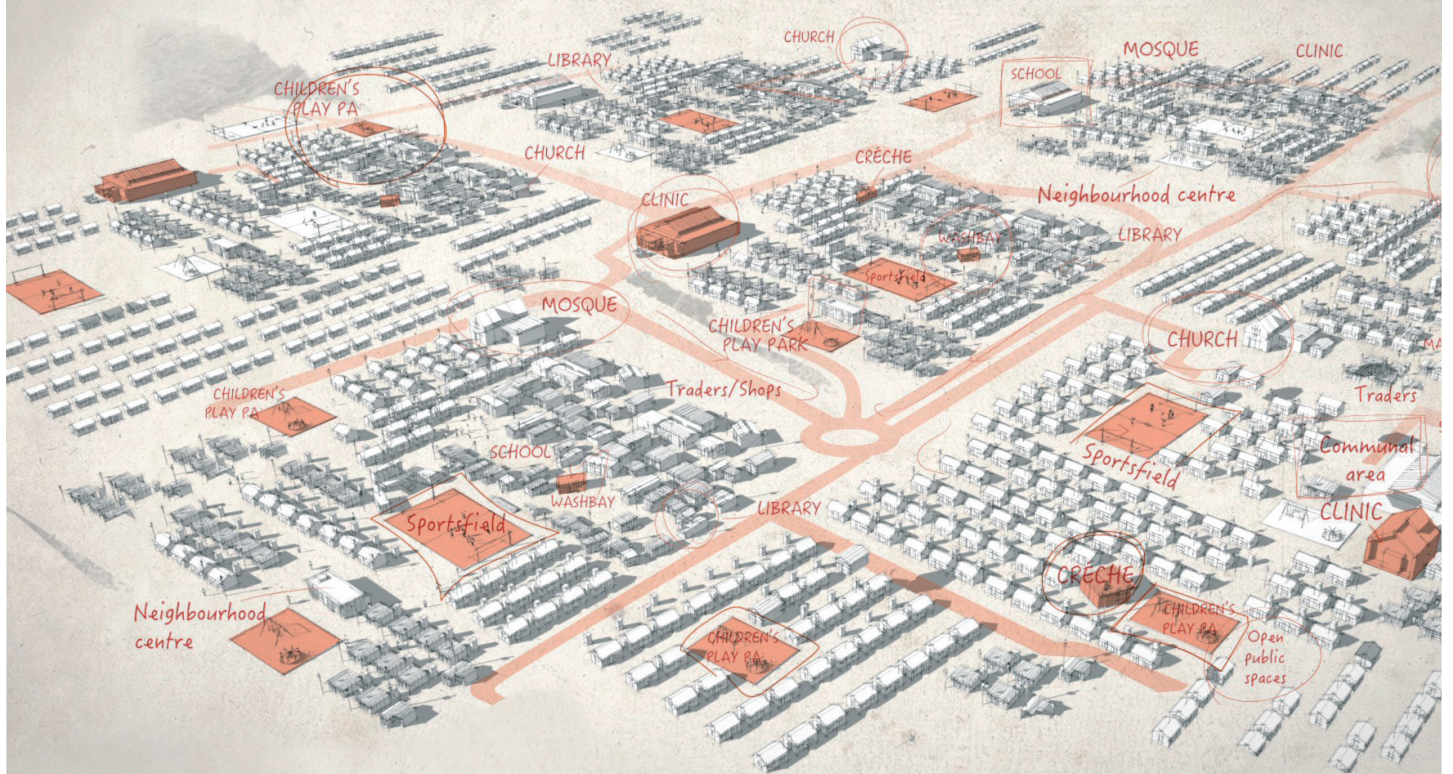 CHURCH
MOSQUE
CLINIC
LIBRARY
SCHOOL
CHILDREN'S
PLAY PA
CHURCH
CRÈCHE
CLINIC
Neighbourhood centre
WASHBAY
LIBRARY
Sportsfield
MOSQUE
CHILDREN'S
PLAY PARK
CHURCH
MA
CHILDREN'S
PLAY PA
Traders/Shops
Traders
SCHOOL
Sportsfield
Communal
area
WASHBAY
LIBRARY
CLINIC
Sportsfield
CRÈCHE
Neighbourhood
centre
CHILDREN'S
PLAY PA
CHILDREN'S
PLAY PA
Open
public
spaces